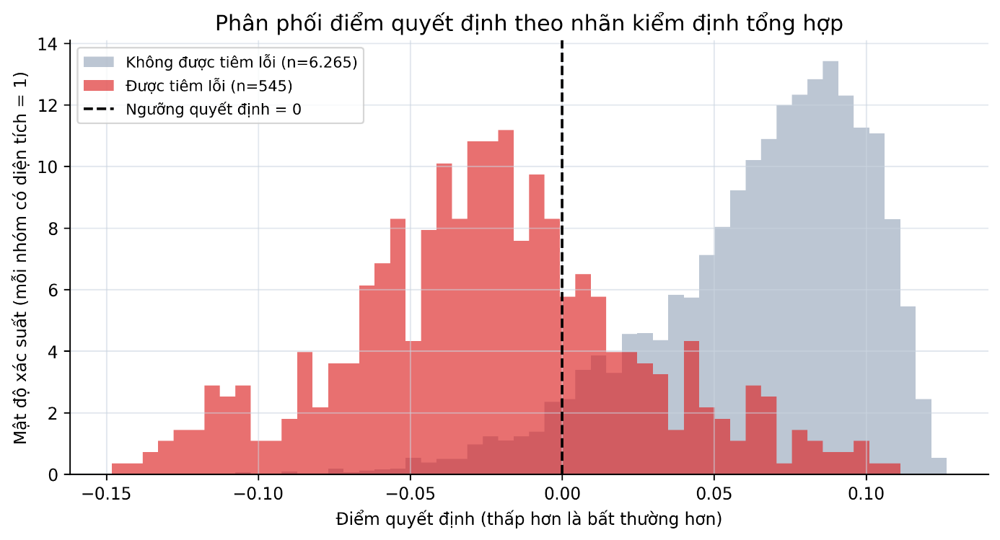 Phân phối điểm quyết định theo nhãn kiểm định tổng hợp
Mật độ xác suất (mỗi nhóm có diện tích = 1)
14
12
10
8
6
4
2
0
Không được tiêm lỗi (n=6.265)
Được tiêm lỗi (n=545)
Ngưỡng quyết định = 0
−0.15 −0.10 −0.05 0.00 0.05 0.10
Điểm quyết định (thấp hơn là bất thường hơn)